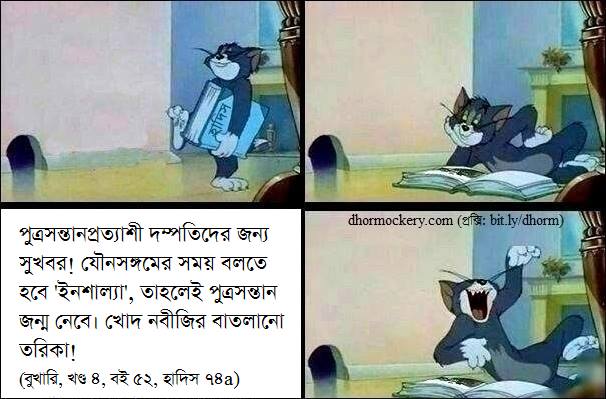 হাদিস
dhormockery.com (প্রক্সি: bit.ly/dhorm)
পুত্রসন্তানপ্রত্যাশী দম্পতিদের জন্য
সুখবর! যৌনসঙ্গমের সময় বলতে
হবে 'ইনশাল্যা', তাহলেই পুত্রসন্তান
জন্ম নেবে। খোদ নবীজির বাতলানো
তরিকা!
(বুখারি, খণ্ড ৪, বই ৫২, হাদিস ৭৪a)